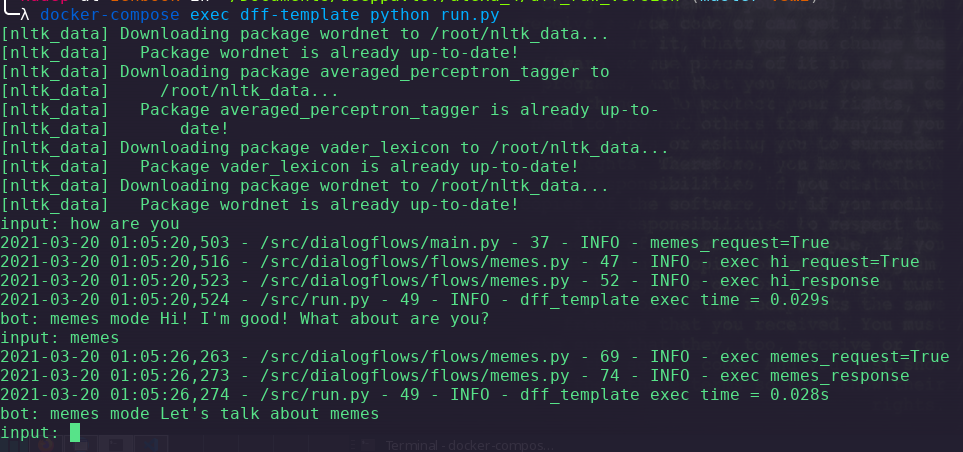 λ docker-compose exec dff-template python run.py
[nltk_data] Downloading package wordnet to /root/nltk_data...
[nltk_data]   Package wordnet is already up-to-date!
[nltk_data] Downloading package averaged_perceptron_tagger to
[nltk_data]     /root/nltk_data...
[nltk_data]   Package averaged_perceptron_tagger is already up-to-
[nltk_data]       date!
[nltk_data] Downloading package vader_lexicon to /root/nltk_data...
[nltk_data]   Package vader_lexicon is already up-to-date!
[nltk_data] Downloading package wordnet to /root/nltk_data...
[nltk_data]   Package wordnet is already up-to-date!
input: how are you
2021-03-20 01:05:20,503 - /src/dialogflows/main.py - 37 - INFO - memes_request=True
2021-03-20 01:05:20,516 - /src/dialogflows/flows/memes.py - 47 - INFO - exec hi_request=True
2021-03-20 01:05:20,523 - /src/dialogflows/flows/memes.py - 52 - INFO - exec hi_response
2021-03-20 01:05:20,524 - /src/run.py - 49 - INFO - dff_template exec time = 0.029s
bot: memes mode Hi! I'm good! What about are you?
input: memes
2021-03-20 01:05:26,263 - /src/dialogflows/flows/memes.py - 69 - INFO - exec memes_request=True
2021-03-20 01:05:26,273 - /src/dialogflows/flows/memes.py - 74 - INFO - exec memes_response
2021-03-20 01:05:26,274 - /src/run.py - 49 - INFO - dff_template exec time = 0.028s
bot: memes mode Let's talk about memes
input:
Terminal - docker-compos...